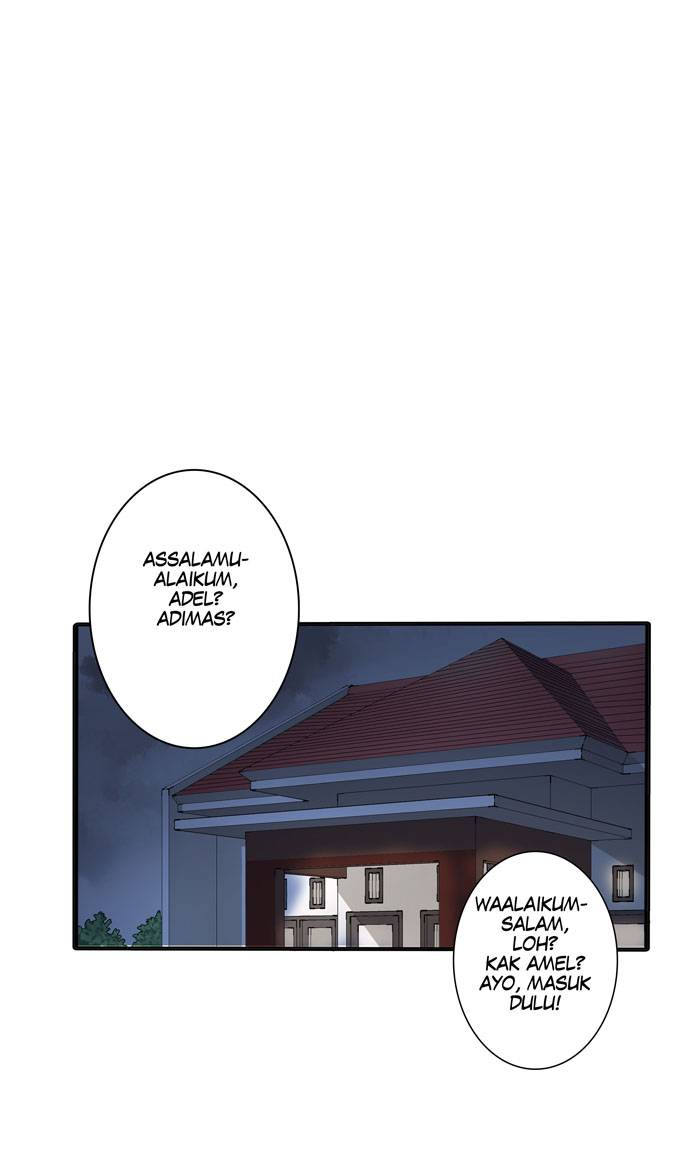 ASSALAMU-
ALAIKUM,
ADEL?
ADIMAS?
WAALAIKUM-
SALAM,
LOH?
KAK AMEL?
AYO, MASUK
DULU!